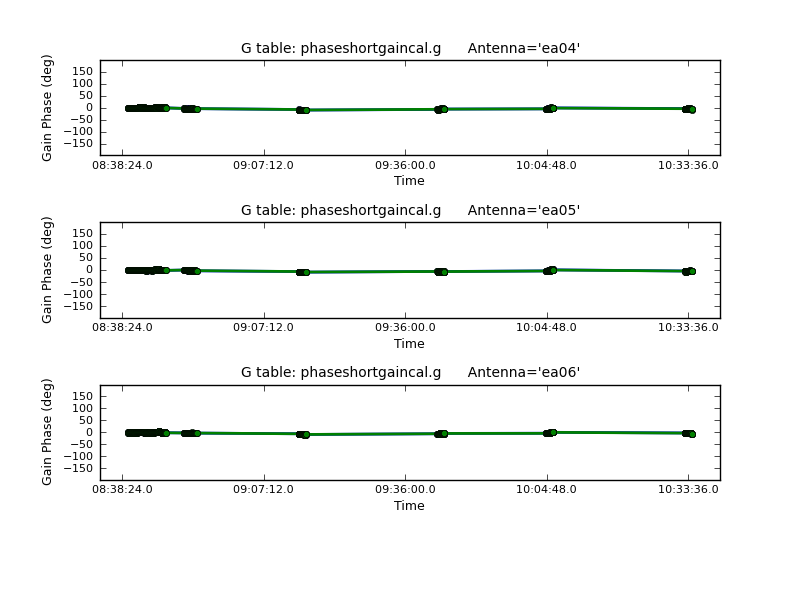 G table: phaseshortgaincal.g Antenna='ea04'
Gain Phase (deg)
150
100
50
0
−50
−100
−150
08:38:24.0 09:07:12.0 09:36:00.0 10:04:48.0 10:33:36.0
Time
G table: phaseshortgaincal.g Antenna='ea05'
Gain Phase (deg)
150
100
50
0
−50
−100
−150
08:38:24.0 09:07:12.0 09:36:00.0 10:04:48.0 10:33:36.0
Time
G table: phaseshortgaincal.g Antenna='ea06'
Gain Phase (deg)
150
100
50
0
−50
−100
−150
08:38:24.0 09:07:12.0 09:36:00.0 10:04:48.0 10:33:36.0
Time